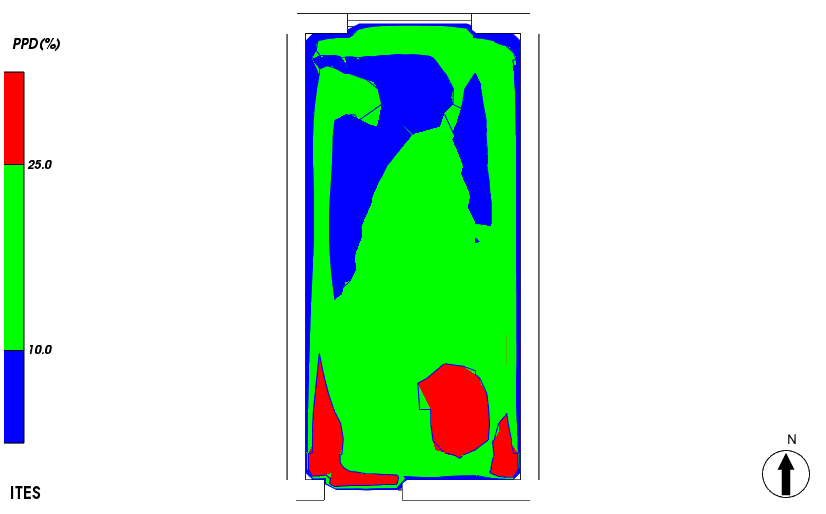 PPD(%)
25.0
10.0
N
ITES